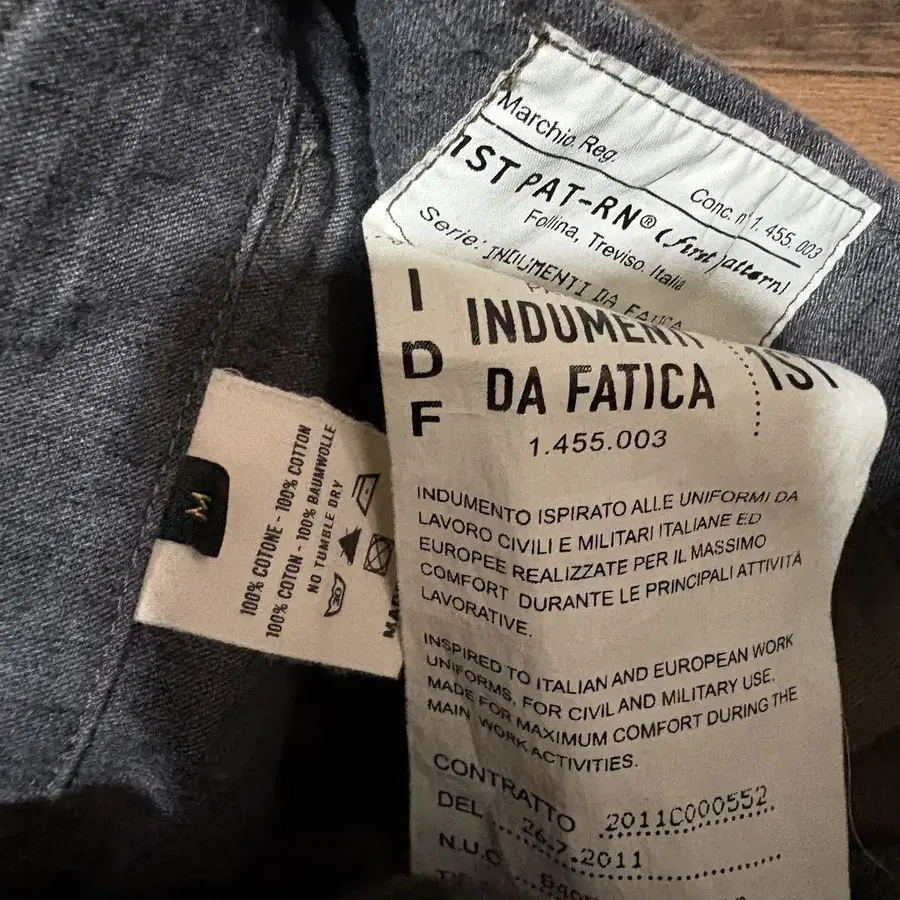 Marchio. Reg.
Conc. n° 1.455.003
1ST PAT-RN® (first pattern)
Follina, Treviso. Italia
Serie: INDUMENTI DA FATICA
I
D
F
INDUMENTI
DA FATICA
1.455.003
1ST
INDUMENTO ISPIRATO ALLE UNIFORMI DA
LAVORO CIVILI E MILITARI ITALIANE ED
EUROPEE REALIZZATE PER IL MASSIMO
COMFORT DURANTE LE PRINCIPALI ATTIVITÀ
LAVORATIVE.
INSPIRED TO ITALIAN AND EUROPEAN WORK
UNIFORMS, FOR CIVIL AND MILITARY USE,
MADE FOR MAXIMUM COMFORT DURING THE
MAIN WORK ACTIVITIES.
CONTRATTO 2011C000552
DEL 26.7.2011
N.U.O
M
100% COTONE - 100% COTTON
100% COTON - 100% BAUMWOLLE
NO TUMBLE DRY
30